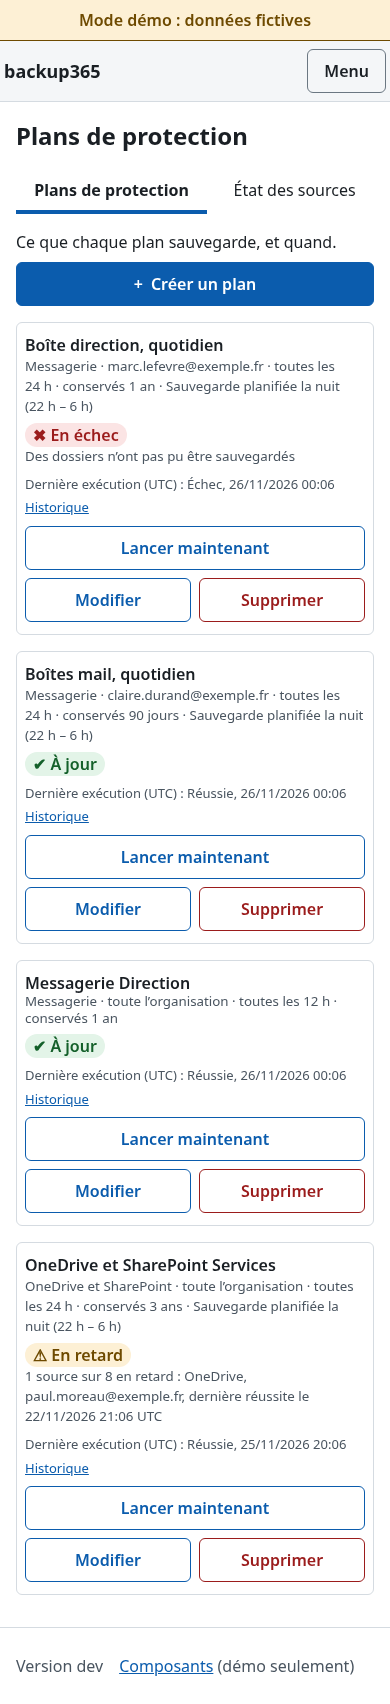 Mode démo : données fictives
backup365
Menu
Plans de protection
Plans de protection
État des sources
Ce que chaque plan sauvegarde, et quand.
+ Créer un plan
Boîte direction, quotidien
Messagerie · marc.lefevre@exemple.fr · toutes les
24 h · conservés 1 an · Sauvegarde planifiée la nuit
(22 h – 6 h)
✖ En échec
Des dossiers n’ont pas pu être sauvegardés
Dernière exécution (UTC) : Échec, 26/11/2026 00:06
Historique
Lancer maintenant
Modifier
Supprimer
Boîtes mail, quotidien
Messagerie · claire.durand@exemple.fr · toutes les
24 h · conservés 90 jours · Sauvegarde planifiée la nuit
(22 h – 6 h)
✔ À jour
Dernière exécution (UTC) : Réussie, 26/11/2026 00:06
Historique
Lancer maintenant
Modifier
Supprimer
Messagerie Direction
Messagerie · toute l’organisation · toutes les 12 h ·
conservés 1 an
✔ À jour
Dernière exécution (UTC) : Réussie, 26/11/2026 00:06
Historique
Lancer maintenant
Modifier
Supprimer
OneDrive et SharePoint Services
OneDrive et SharePoint · toute l’organisation · toutes
les 24 h · conservés 3 ans · Sauvegarde planifiée la
nuit (22 h – 6 h)
⚠ En retard
1 source sur 8 en retard : OneDrive,
paul.moreau@exemple.fr, dernière réussite le
22/11/2026 21:06 UTC
Dernière exécution (UTC) : Réussie, 25/11/2026 20:06
Historique
Lancer maintenant
Modifier
Supprimer
Version dev
Composants (démo seulement)